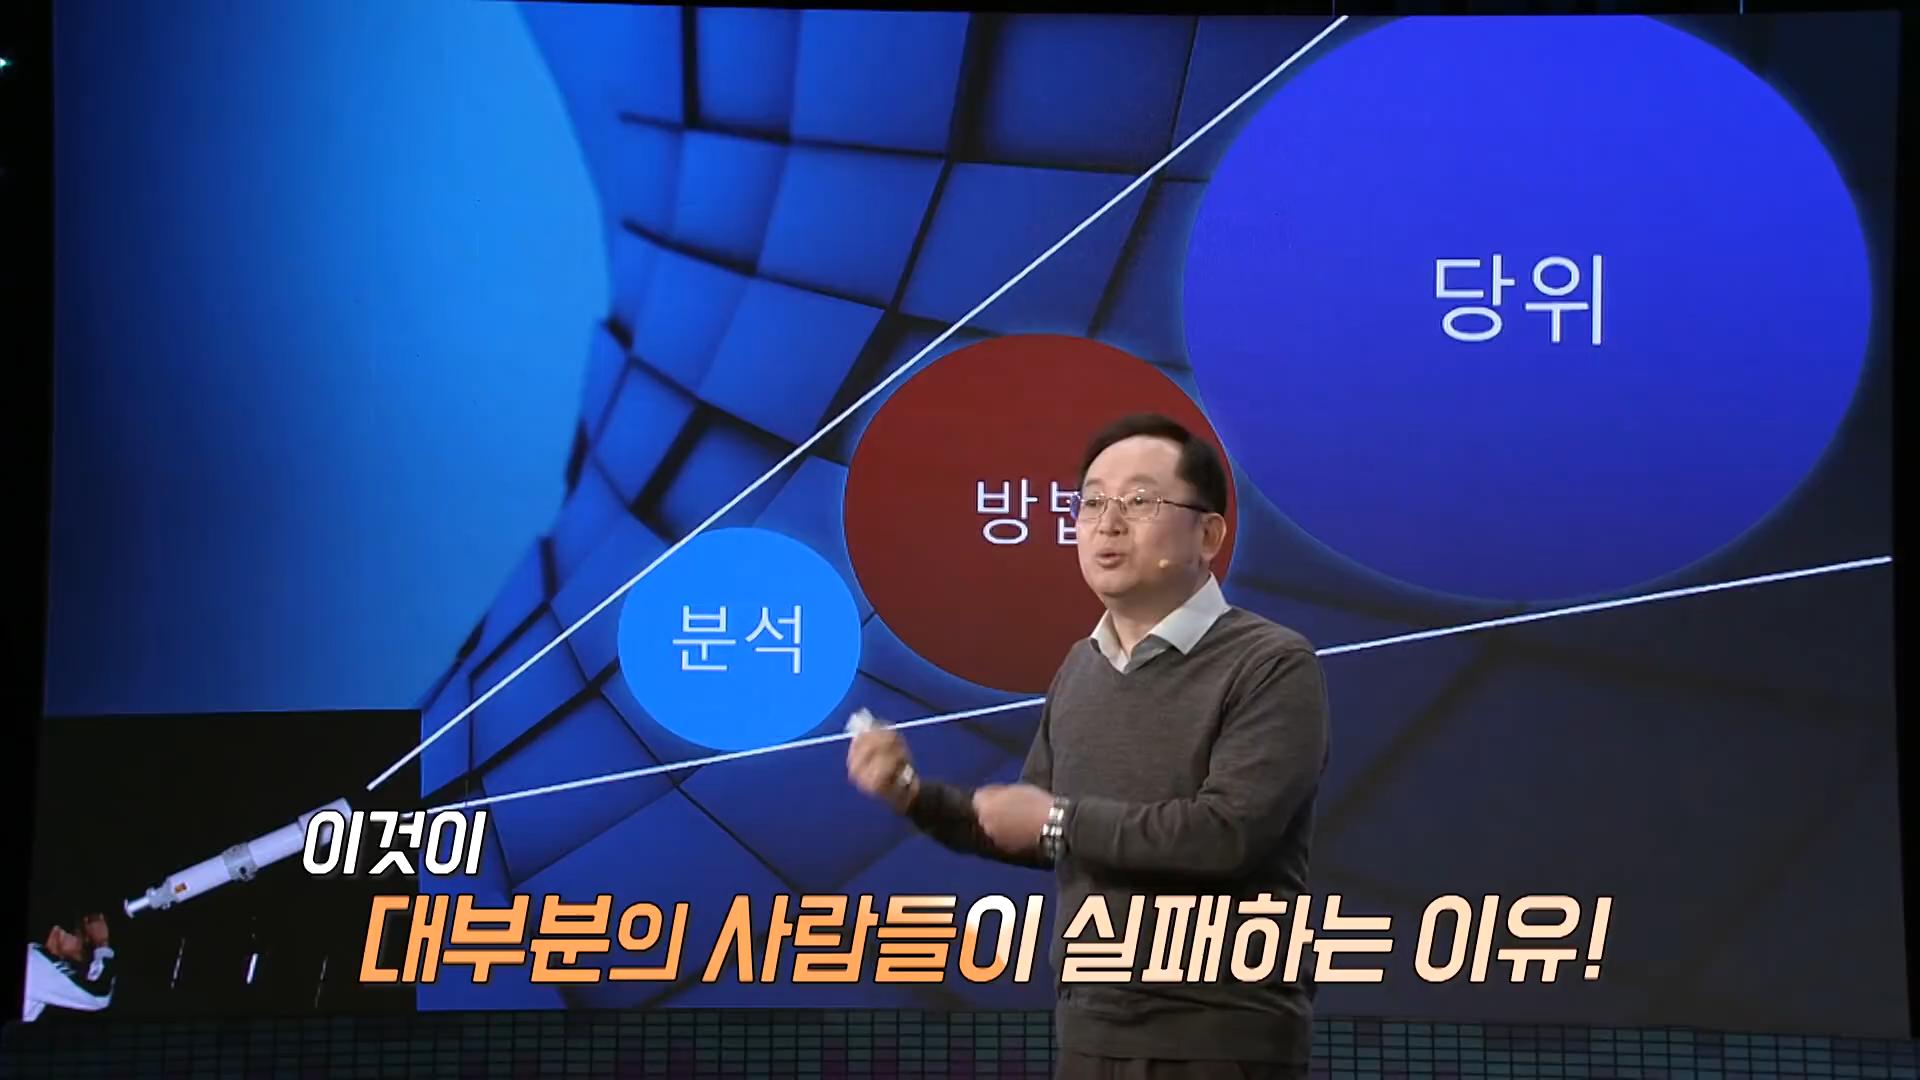 당위
방법
분석
이것이
대부분의 사람들이 실패하는 이유!